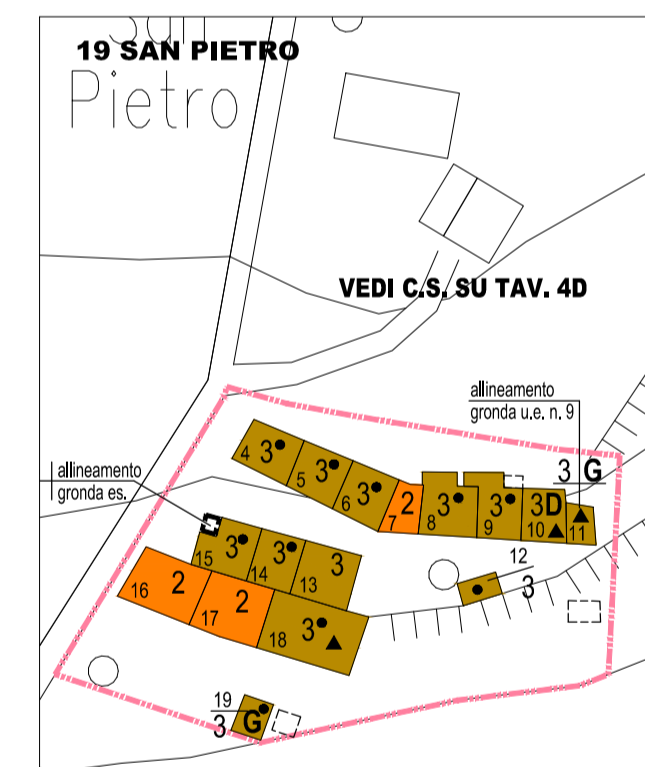 San
19 SAN PIETRO
Pietro
VEDI C.S. SU TAV. 4D
allineamento
gronda u.e. n. 9
3 G
allineamento
gronda es.
4 3
5 3
6 3
7 2
8 3
9 3
10 3D
11
12
3
15 3
14 3
13 3
16 2
17 2
18 3
19
3 G